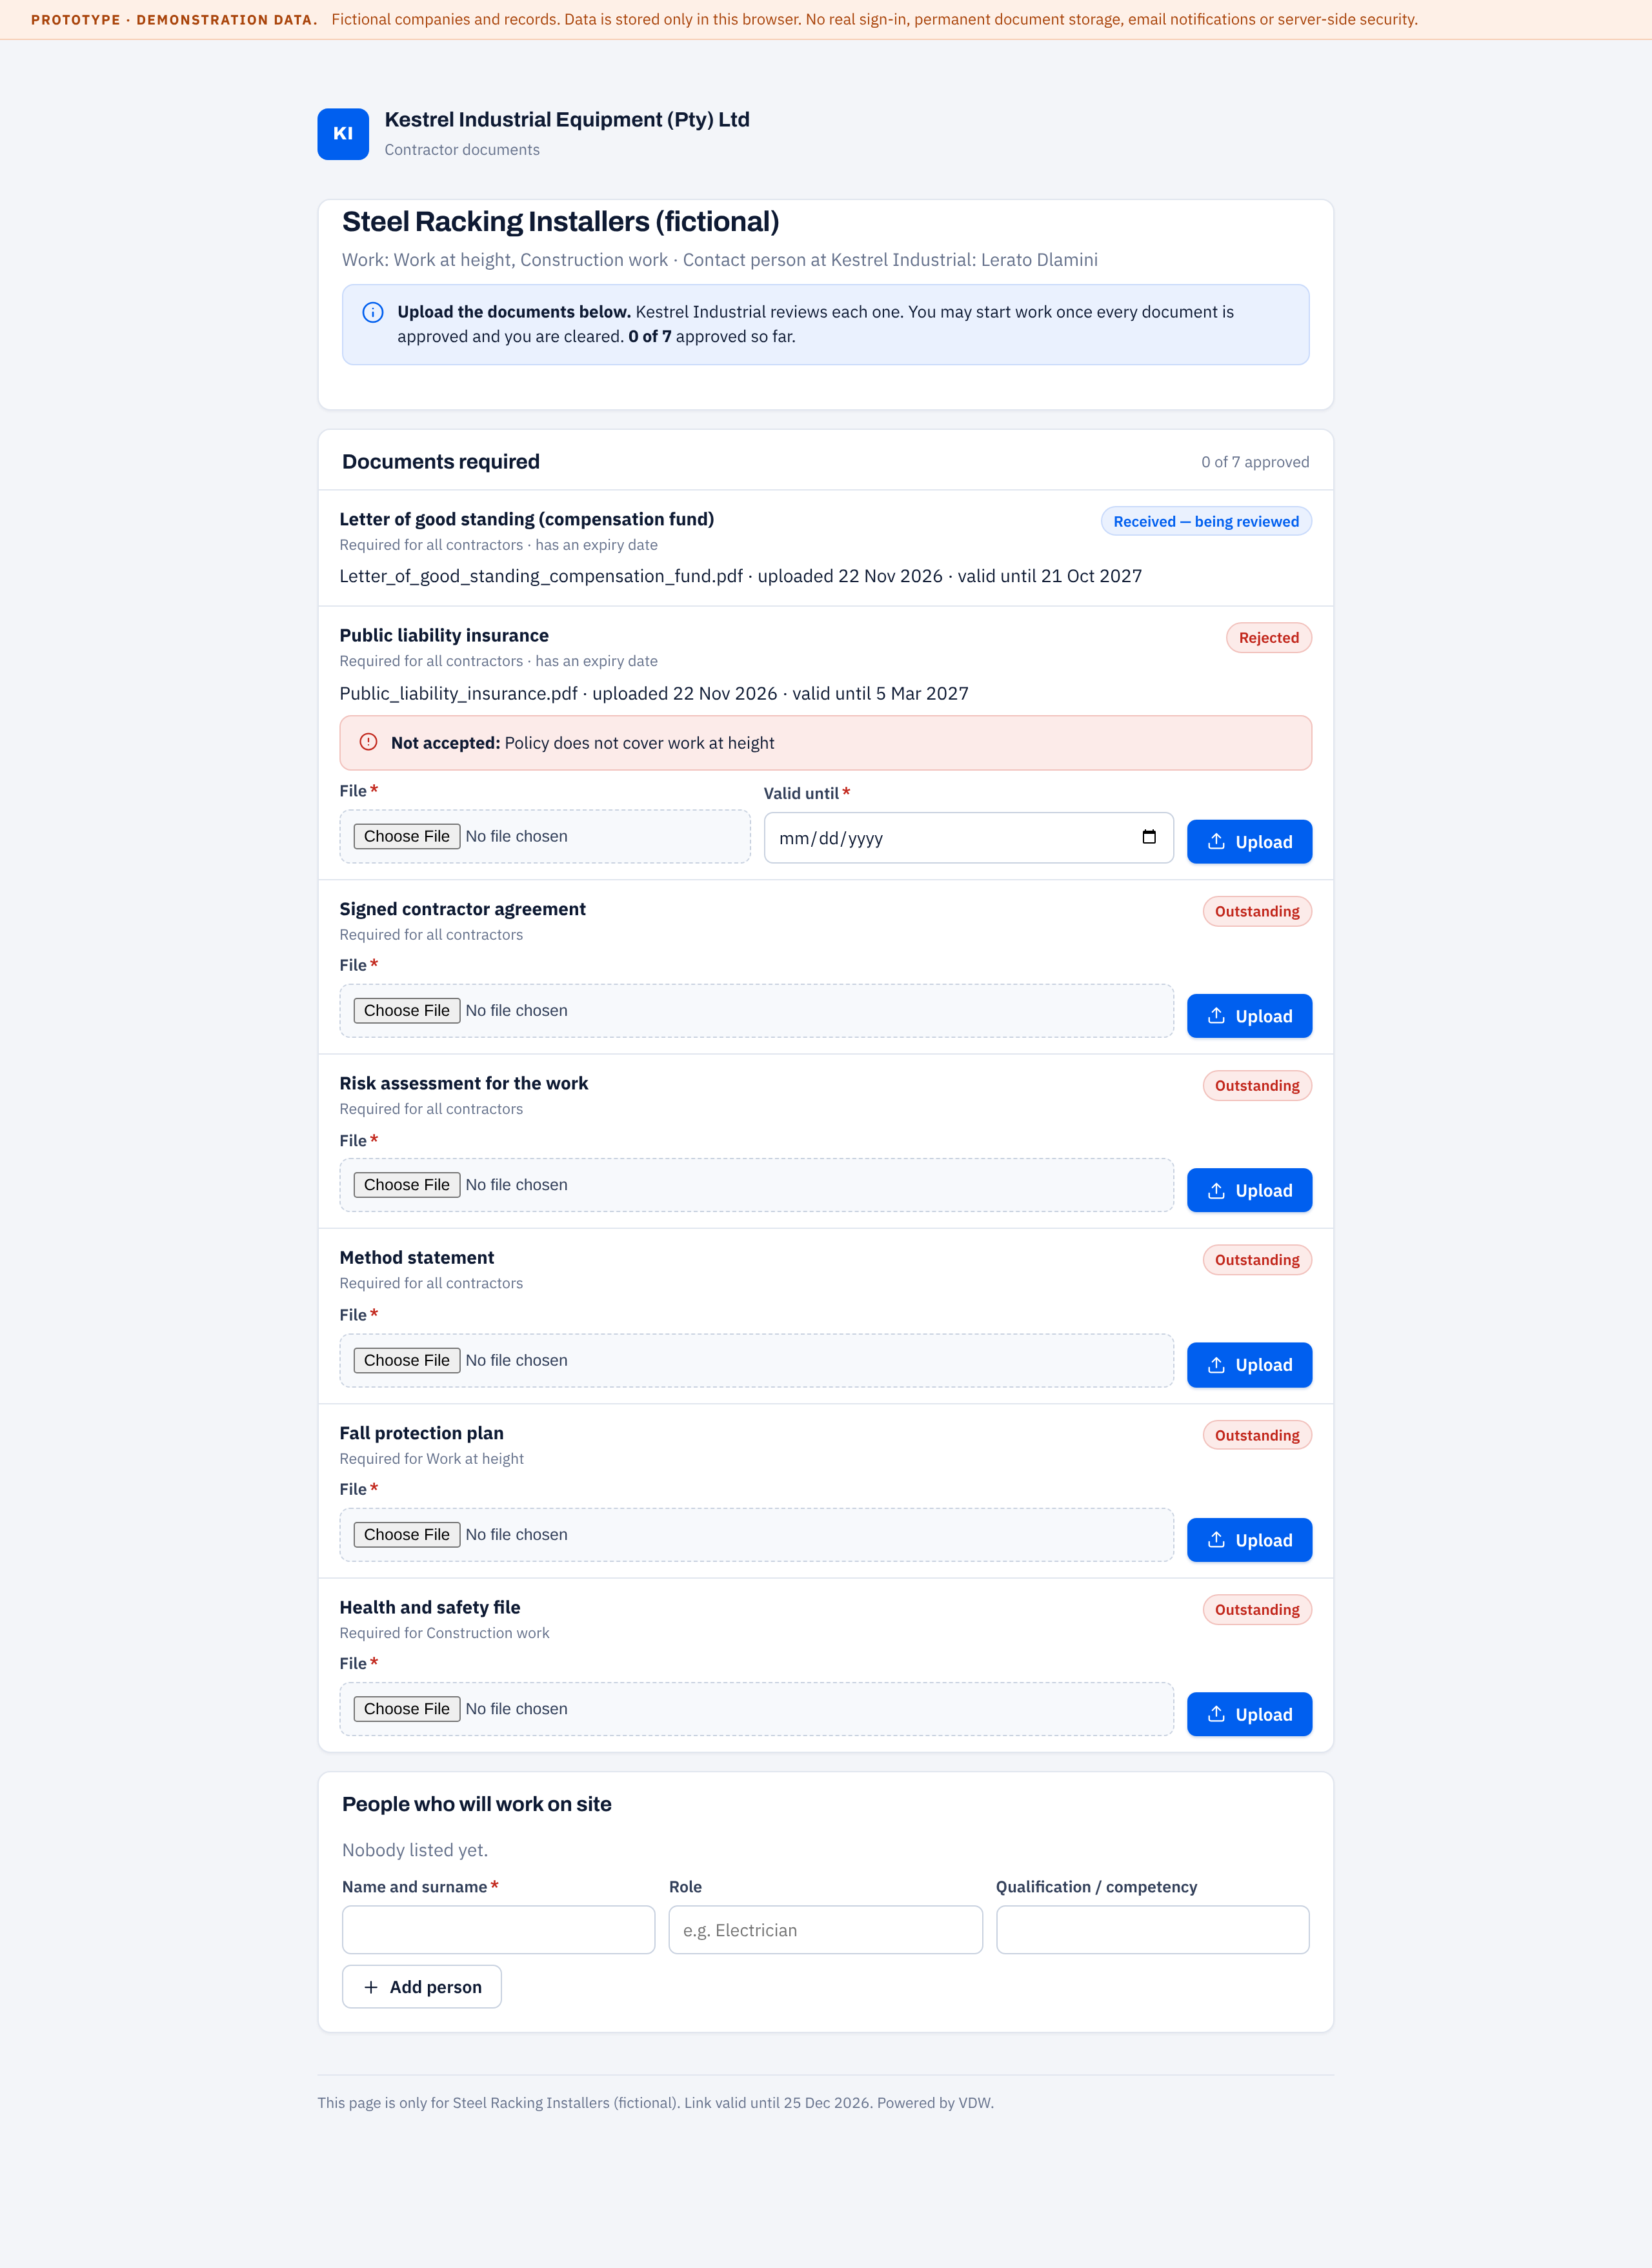 PROTOTYPE · DEMONSTRATION DATA. Fictional companies and records. Data is stored only in this browser. No real sign-in, permanent document storage, email notifications or server-side security.
KI
Kestrel Industrial Equipment (Pty) Ltd
Contractor documents
Steel Racking Installers (fictional)
Work: Work at height, Construction work · Contact person at Kestrel Industrial: Lerato Dlamini
Upload the documents below. Kestrel Industrial reviews each one. You may start work once every document is
approved and you are cleared. 0 of 7 approved so far.
Documents required
0 of 7 approved
Letter of good standing (compensation fund)
Received — being reviewed
Required for all contractors · has an expiry date
Letter_of_good_standing_compensation_fund.pdf · uploaded 22 Nov 2026 · valid until 21 Oct 2027
Public liability insurance
Rejected
Required for all contractors · has an expiry date
Public_liability_insurance.pdf · uploaded 22 Nov 2026 · valid until 5 Mar 2027
Not accepted: Policy does not cover work at height
File *
Valid until *
Choose File No file chosen
mm/dd/yyyy
Upload
Signed contractor agreement
Outstanding
Required for all contractors
File *
Choose File No file chosen
Upload
Risk assessment for the work
Outstanding
Required for all contractors
File *
Choose File No file chosen
Upload
Method statement
Outstanding
Required for all contractors
File *
Choose File No file chosen
Upload
Fall protection plan
Outstanding
Required for Work at height
File *
Choose File No file chosen
Upload
Health and safety file
Outstanding
Required for Construction work
File *
Choose File No file chosen
Upload
People who will work on site
Nobody listed yet.
Name and surname *
Role
Qualification / competency
e.g. Electrician
+ Add person
This page is only for Steel Racking Installers (fictional). Link valid until 25 Dec 2026. Powered by VDW.